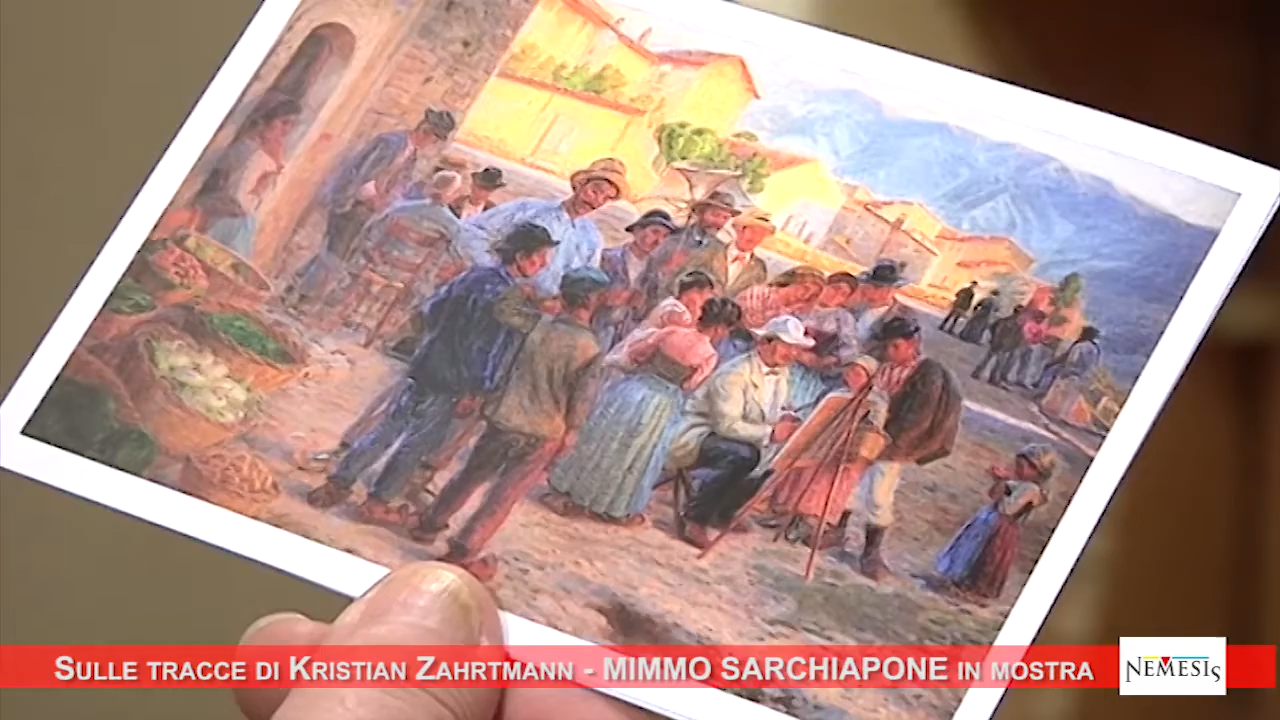 SULLE TRACCE DI KRISTIAN ZAHRTMANN - MIMMO SARCHIAPONE IN MOSTRA
NEMESIS